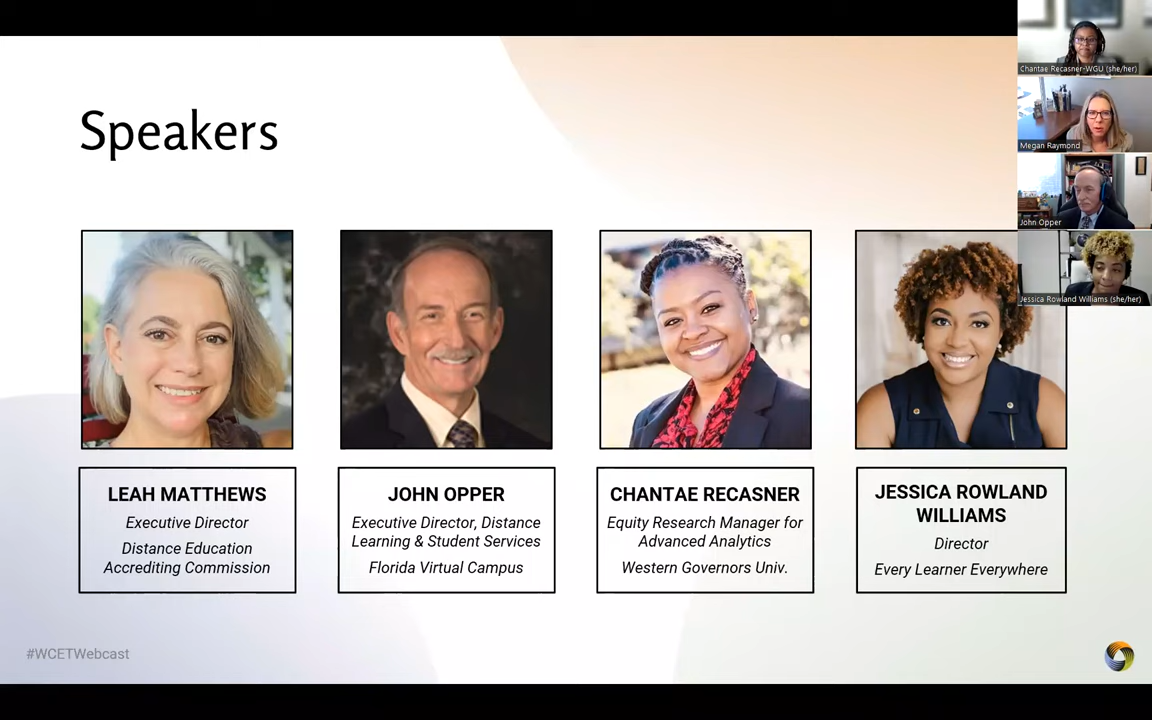 Speakers
LEAH MATTHEWS
Executive Director
Distance Education
Accrediting Commission
JOHN OPPER
Executive Director, Distance
Learning & Student Services
Florida Virtual Campus
CHANTAE RECASNER
Equity Research Manager for
Advanced Analytics
Western Governors Univ.
JESSICA ROWLAND
WILLIAMS
Director
Every Learner Everywhere
#WCETWebcast
Chantae Recasner-WGU (she/her)
Megan Raymond
John Opper
Jessica Rowland Williams (she/her)